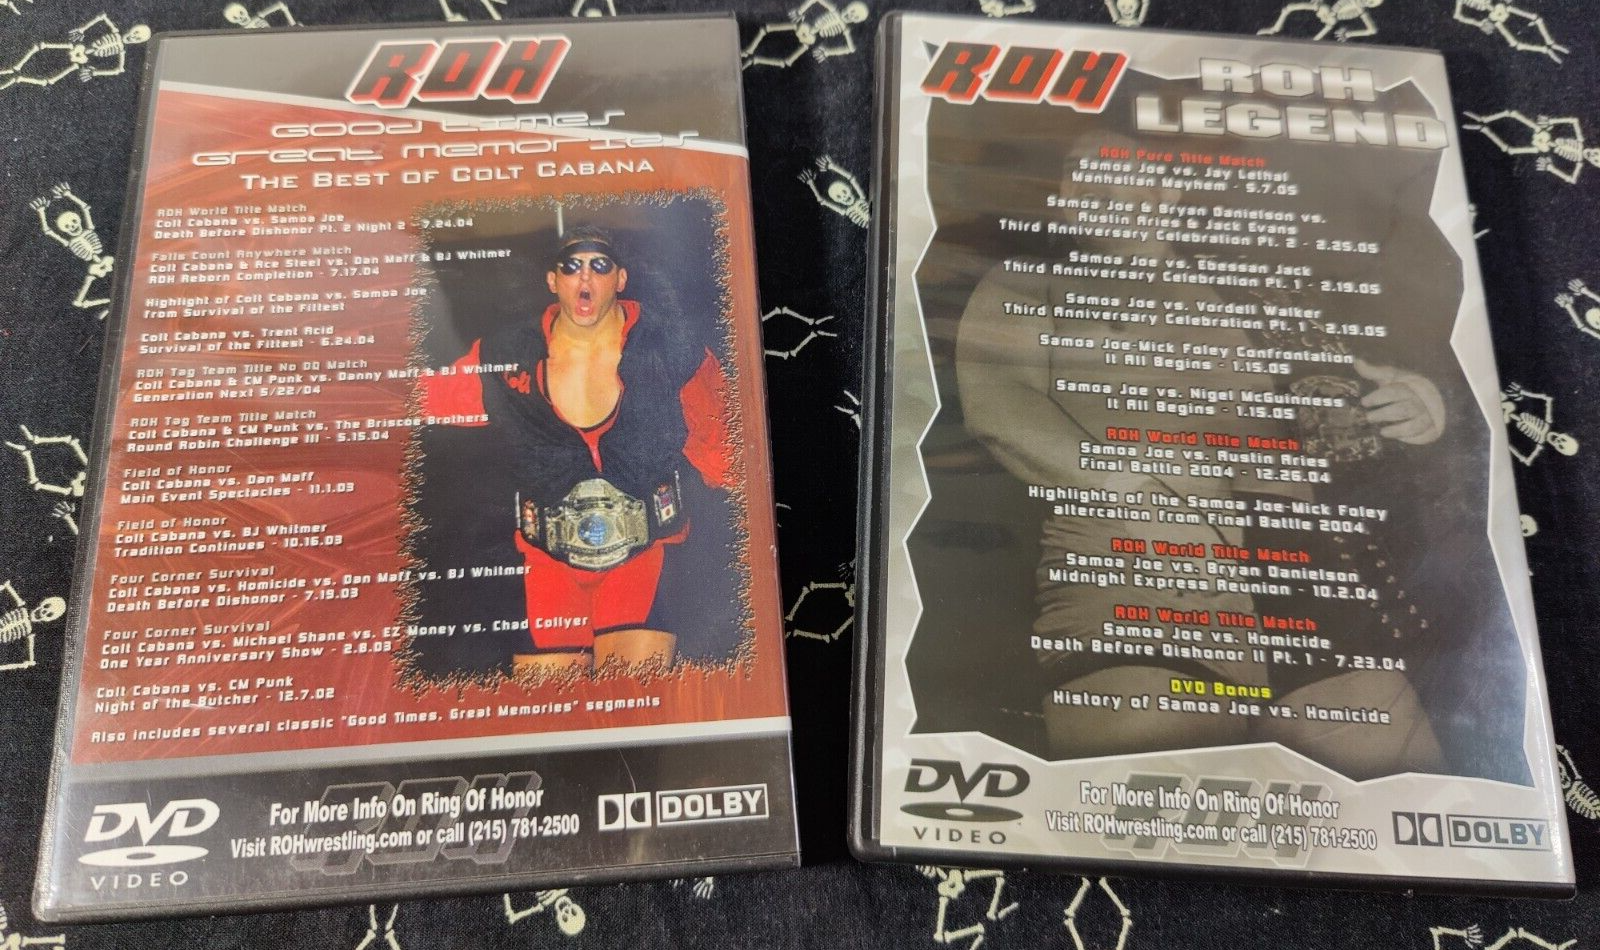 ROH
Good Times
Great Memories
The Best of Colt Cabana
ROH World Title Match
Colt Cabana vs. Samoa Joe
Death Before Dishonor Pt. 2 Night 2 - 7.24.04
Falls Count Anywhere Match
Colt Cabana & Ace Steel vs. Dan Maff & BJ Whitmer
ROH Reborn Completion - 7.17.04
Highlight of Colt Cabana vs. Samoa Joe
from Survival of the Fittest
Colt Cabana vs. Trent Acid
Survival of the Fittest - 6.24.04
ROH Tag Team Title No DQ Match
Colt Cabana & CM Punk vs. Danny Maff & BJ Whitmer
Generation Next 5/22/04
ROH Tag Team Title Match
Colt Cabana & CM Punk vs. The Briscoe Brothers
Round Robin Challenge III - 5.15.04
Field of Honor
Colt Cabana vs. Dan Maff
Main Event Spectacles - 11.1.03
Field of Honor
Colt Cabana vs. BJ Whitmer
Tradition Continues - 10.16.03
Four Corner Survival
Colt Cabana vs. Homicide vs. Dan Maff vs. BJ Whitmer
Death Before Dishonor - 7.19.03
Four Corner Survival
Colt Cabana vs. Michael Shane vs. EZ Money vs. Chad Collyer
One Year Anniversary Show - 2.8.03
Colt Cabana vs. CM Punk
Night of the Butcher - 12.7.02
Also includes several classic "Good Times, Great Memories" segments
DVD
VIDEO
ROH
For More Info On Ring Of Honor
Visit ROHwrestling.com or call (215) 781-2500
DOLBY
ROH
ROH
LEGEND
ROH Pure Title Match
Samoa Joe vs. Jay Lethal
Manhattan Mayhem - 5.7.05
Samoa Joe & Bryan Danielson vs.
Austin Aries & Jack Evans
Third Anniversary Celebration Pt. 2 - 2.25.05
Samoa Joe vs. Ebessan Jack
Third Anniversary Celebration Pt. 1 - 2.19.05
Samoa Joe vs. Vordell Walker
Third Anniversary Celebration Pt. 1 - 2.19.05
Samoa Joe-Mick Foley Confrontation
It All Begins - 1.15.05
Samoa Joe vs. Nigel McGuinness
It All Begins - 1.15.05
ROH World Title Match
Samoa Joe vs. Austin Aries
Final Battle 2004 - 12.26.04
Highlights of the Samoa Joe-Mick Foley
altercation from Final Battle 2004
ROH World Title Match
Samoa Joe vs. Bryan Danielson
Midnight Express Reunion - 10.2.04
ROH World Title Match
Samoa Joe vs. Homicide
Death Before Dishonor II Pt. 1 - 7.23.04
DVD Bonus
History of Samoa Joe vs. Homicide
DVD
VIDEO
ROH
For More Info On Ring Of Honor
Visit ROHwrestling.com or call (215) 781-2500
DOLBY